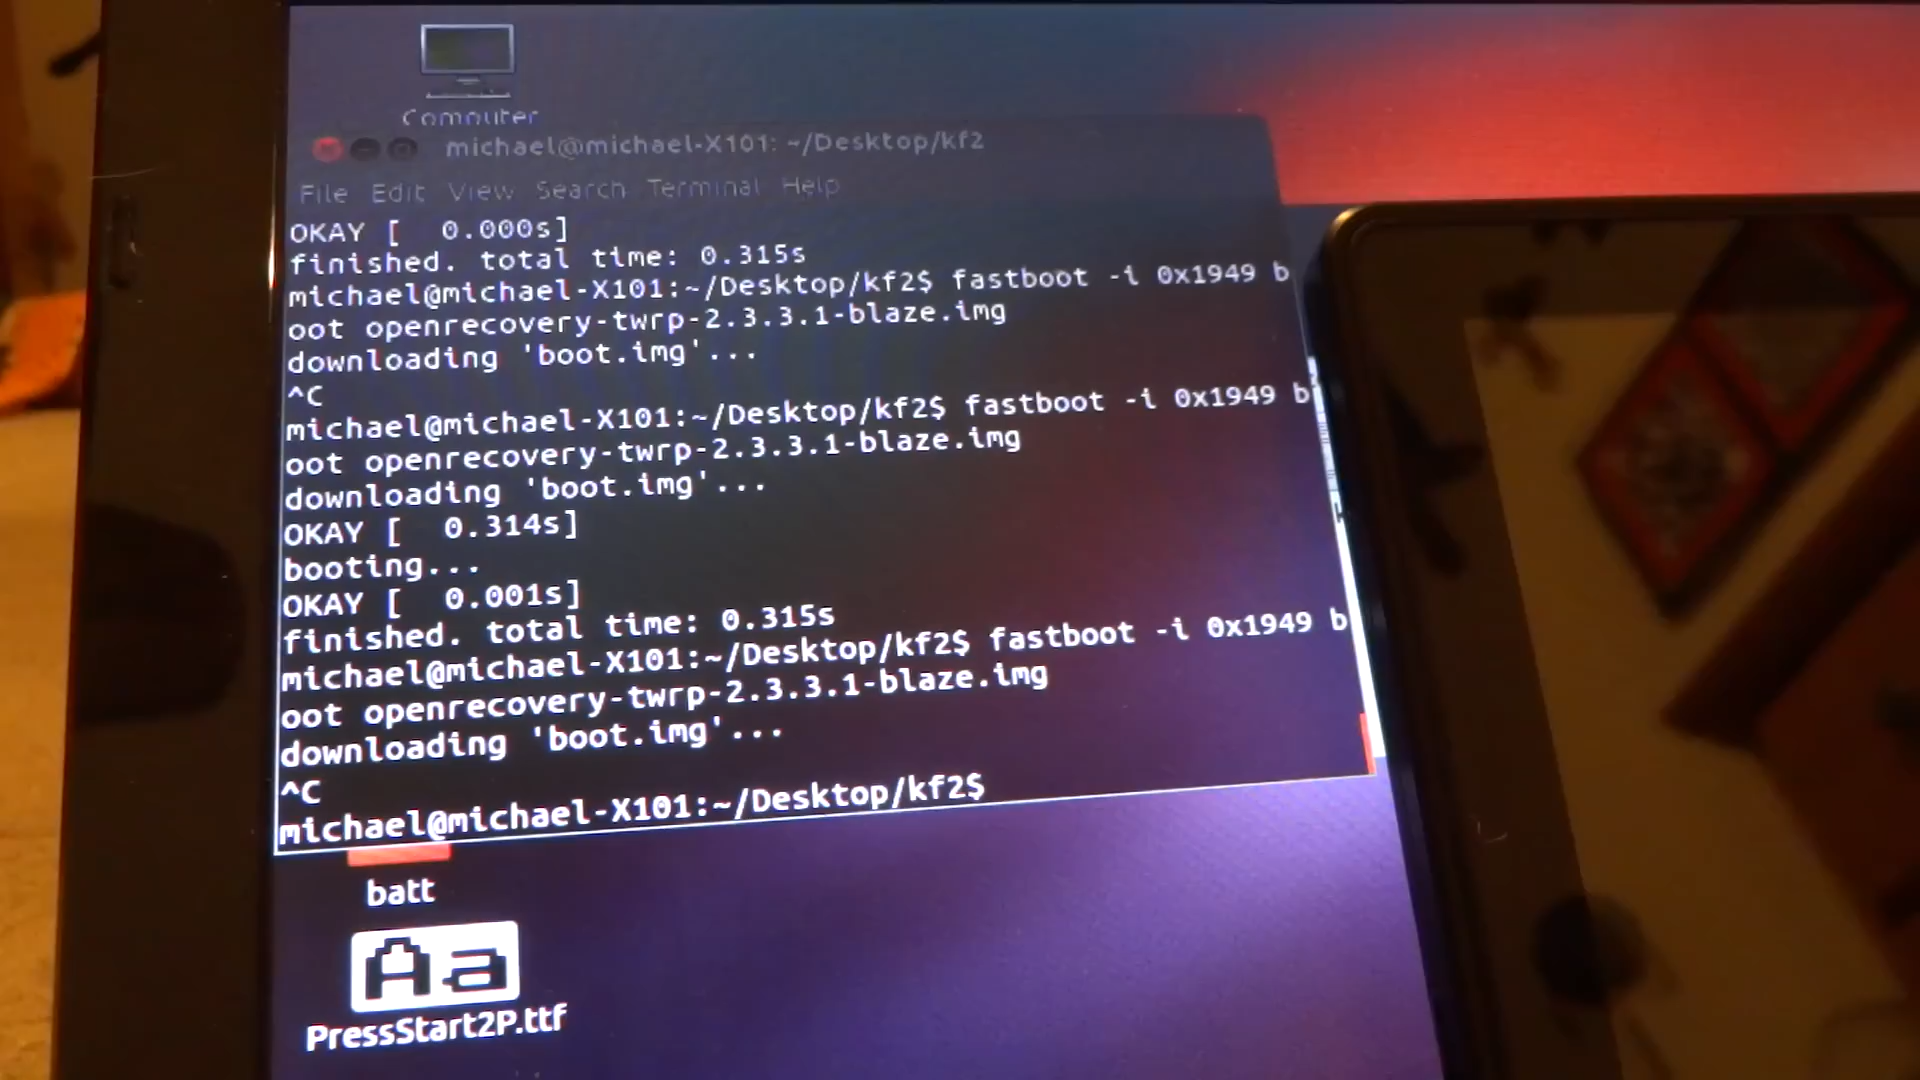 Computer
michael@michael-X101: ~/Desktop/kf2
File Edit View Search Terminal Help
OKAY [  0.000s]
finished. total time: 0.315s
michael@michael-X101:~/Desktop/kf2$ fastboot -i 0x1949 b
oot openrecovery-twrp-2.3.3.1-blaze.img
downloading 'boot.img'...
^C
michael@michael-X101:~/Desktop/kf2$ fastboot -i 0x1949 b
oot openrecovery-twrp-2.3.3.1-blaze.img
downloading 'boot.img'...
OKAY [  0.314s]
booting...
OKAY [  0.001s]
finished. total time: 0.315s
michael@michael-X101:~/Desktop/kf2$ fastboot -i 0x1949 b
oot openrecovery-twrp-2.3.3.1-blaze.img
downloading 'boot.img'...
^C
michael@michael-X101:~/Desktop/kf2$
batt
Aa
PressStart2P.ttf